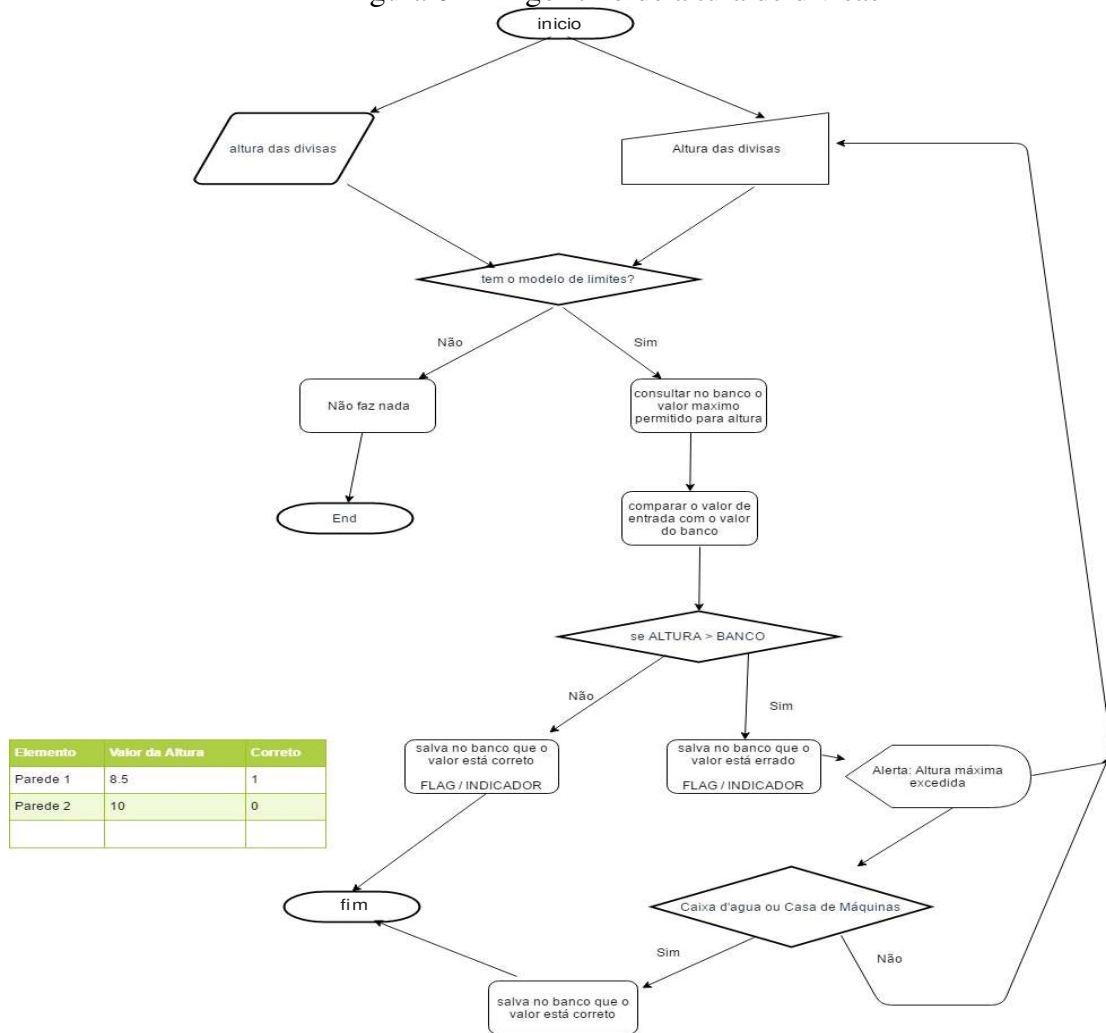 inicio
altura das divisas
Altura das divisas
tem o modelo de limites?
Não
Sim
Não faz nada
consultar no banco o
valor maximo
permitido para altura
End
comparar o valor de
entrada com o valor
do banco
se ALTURA > BANCO
Não
Sim
salva no banco que o
valor está correto
FLAG / INDICADOR
salva no banco que o
valor está errado
FLAG / INDICADOR
Alerta: Altura máxima
excedida
Elemento Valor da Altura Correto
Parede 1 8.5 1
Parede 2 10 0
fim
Caixa d'agua ou Casa de Máquinas
Sim
Não
salva no banco que o
valor está correto